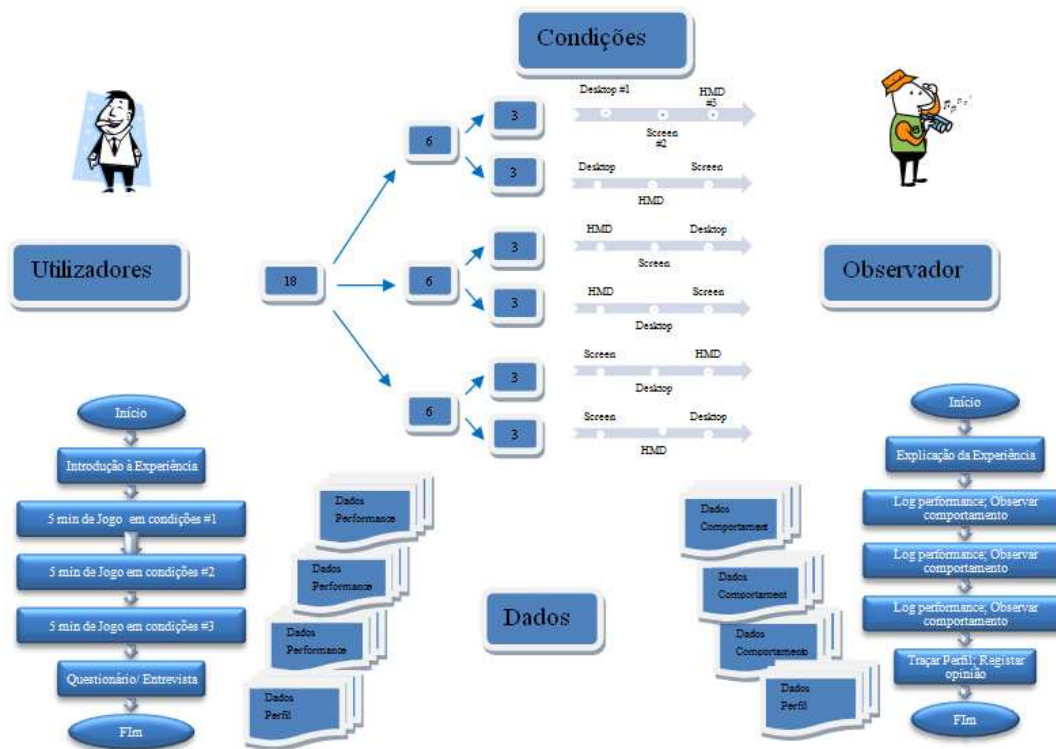 Condições
Desktop #1
HMD
#3
3
Screen
#2
6
3
Desktop
Screen
HMD
Utilizadores
Observador
18
6
3
HMD
Desktop
Screen
3
HMD
Screen
Desktop
6
3
Screen
HMD
Desktop
3
Screen
Desktop
HMD
Início
Introdução à Experiência
5 min de Jogo em condições #1
5 min de Jogo em condições #2
5 min de Jogo em condições #3
Questionário/ Entrevista
FIm
Dados
Performance
Dados
Performance
Dados
Performance
Dados
Perfil
Dados
Dados
Comportament
Dados
Comportament
Dados
Comportamento
Dados
Perfil
Início
Explicação da Experiência
Log performance; Observar
comportamento
Log performance; Observar
comportamento
Log performance; Observar
comportamento
Traçar Perfil; Registar
opinião
FIm